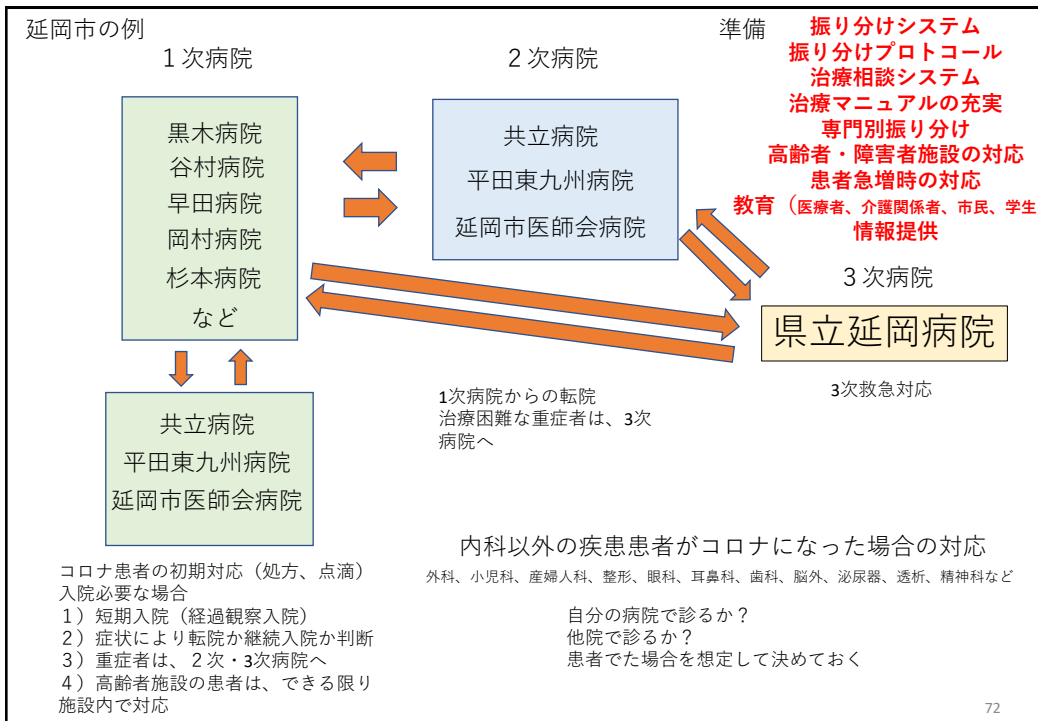 延岡市の例
1次病院
黒木病院
谷村病院
早田病院
岡村病院
杉本病院
など
共立病院
平田東九州病院
延岡市医師会病院
コロナ患者の初期対応（処方、点滴）
入院必要な場合
1）短期入院（経過観察入院）
2）症状により転院か継続入院か判断
3）重症者は、２次・3次病院へ
4）高齢者施設の患者は、できる限り
施設内で対応
2次病院
共立病院
平田東九州病院
延岡市医師会病院
準備
振り分けシステム
振り分けプロトコール
治療相談システム
治療マニュアルの充実
専門別振り分け
高齢者・障害者施設の対応
患者急増時の対応
教育（医療者、介護関係者、市民、学生
情報提供
3次病院
県立延岡病院
3次救急対応
1次病院からの転院
治療困難な重症者は、3次
病院へ
内科以外の疾患患者がコロナになった場合の対応
外科、小児科、産婦人科、整形、眼科、耳鼻科、歯科、脳外、泌尿器、透析、精神科など
自分の病院で診るか？
他院で診るか？
患者でた場合を想定して決めておく
72